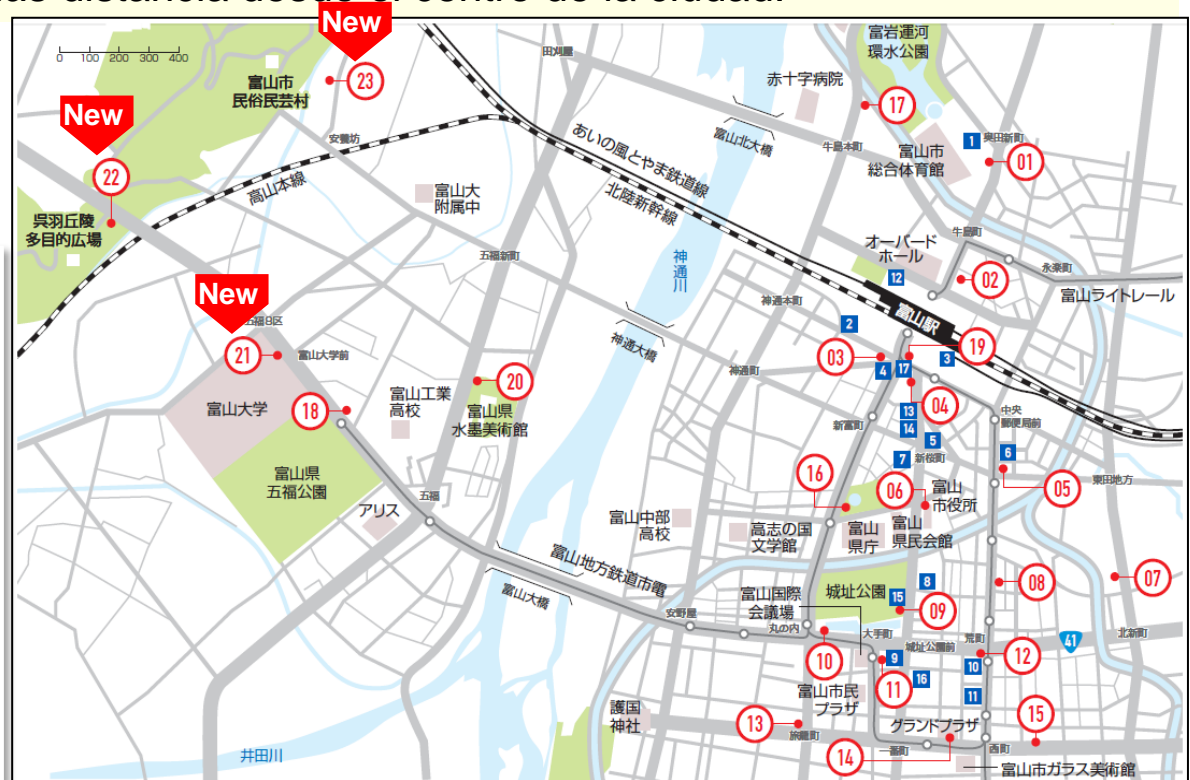 más distancia desde el centro de la ciudad.
New
New
New
0 100 200 300 400
富山市
民俗民芸村
23
22
呉羽丘陵
多目的広場
安養坊
高山本線
富山大
附属中
田刈屋
あいの風とやま鉄道線
北陸新幹線
富山北大橋
赤十字病院
富岩運河
環水公園
17
牛島本町
富山市
総合体育館
1
奥田新町
01
牛島町
オーバード
ホール
12
02
永楽町
富山ライトレール
富山駅
五福新町
神通川
神通大橋
神通本町
2
03
4
17
19
3
04
神通町
13
14
新富町
5
7
新桜町
中央
郵便局前
6
05
東田地方
五福8区
21
富山大学前
富山大学
18
富山工業
高校
20
富山県
水墨美術館
富山県
五福公園
アリス
五福
富山地方鉄道市電
富山大橋
16
06
富山
市役所
富山中部
高校
高志の国
文学館
富山
県庁
富山
県民会館
城址公園
8
15
09
08
07
富山国際
会議場
安野屋
丸の内
大手町
城址公園前
荒町
41
北新町
10
9
11
16
10
12
11
富山市民
プラザ
護国
神社
13
旅籠町
グランドプラザ
15
14
一番町
西町
富山市ガラス美術館
井田川